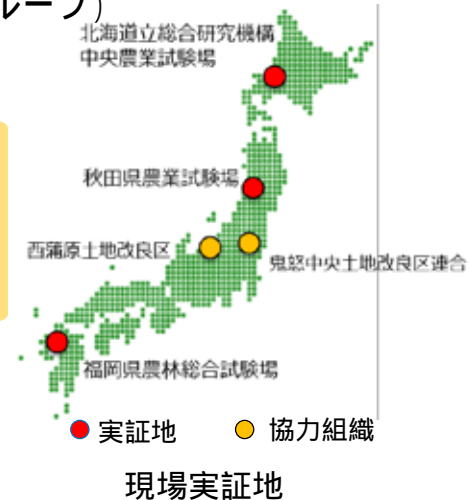 ループ)
北海道立総合研究機構
中央農業試験場
秋田県農業試験場
西蒲原土地改良区
鬼怒中央土地改良区連合
福岡県農林総合試験場
実証地
協力組織
現場実証地